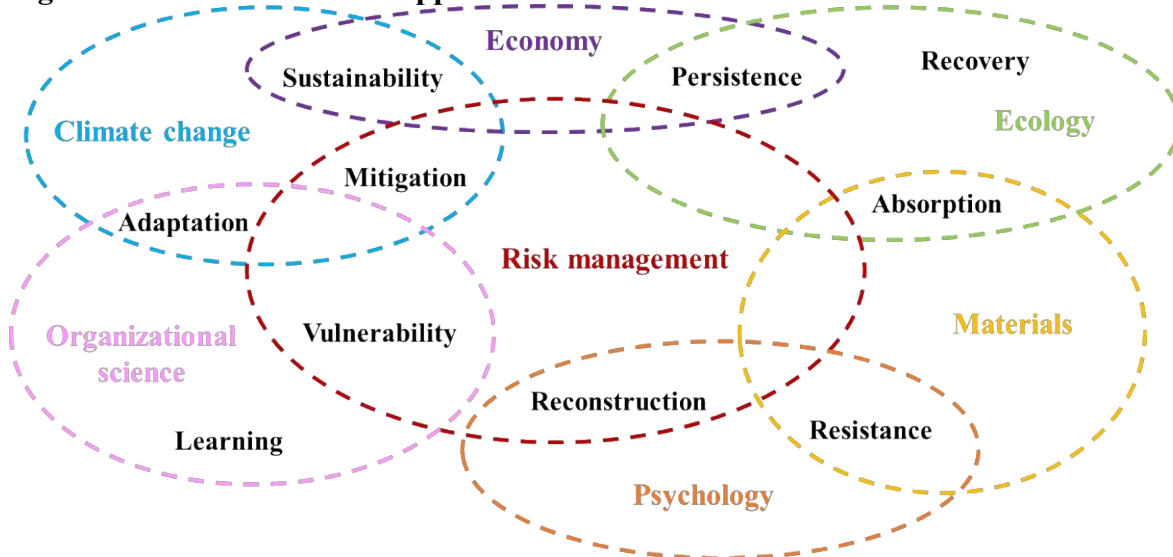 Economy
Sustainability
Persistence
Recovery
Climate change
Ecology
Mitigation
Adaptation
Absorption
Risk management
Organizational
science
Vulnerability
Materials
Reconstruction
Learning
Resistance
Psychology